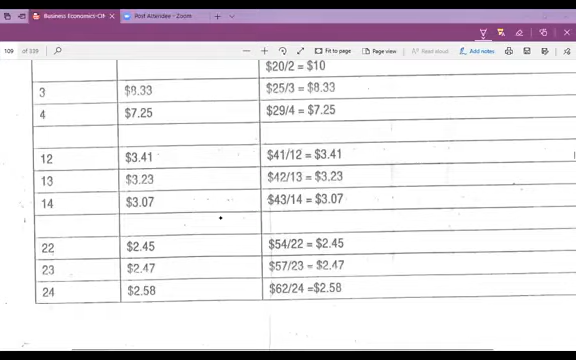 Business Economics-ON
Post Attendee - Zoom
109 of 339 Fit to page Page view Read aloud Add notes
$20/2 = $10
3 $8.33 $25/3 = $8.33
4 $7.25 $29/4 = $7.25
12 $3.41 $41/12 = $3.41
13 $3.23 $42/13 = $3.23
14 $3.07 $43/14 = $3.07
22 $2.45 $54/22 = $2.45
23 $2.47 $57/23 = $2.47
24 $2.58 $62/24 =$2.58